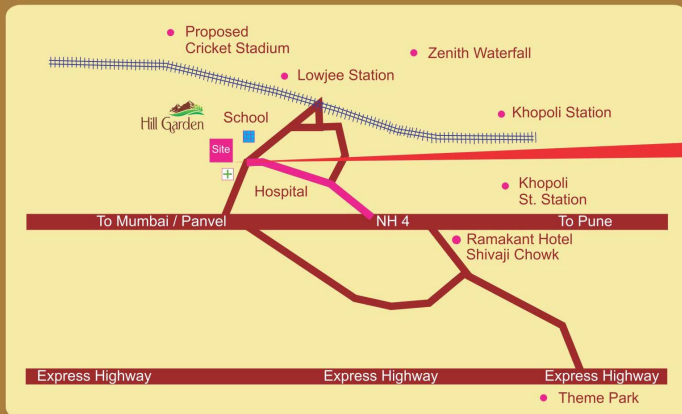 Proposed
Cricket Stadium
Zenith Waterfall
Lowjee Station
Hill Garden
School
Khopoli Station
Site
Hospital
Khopoli
St. Station
To Mumbai / Panvel
NH 4
To Pune
Ramakant Hotel
Shivaji Chowk
Express Highway
Express Highway
Express Highway
Theme Park